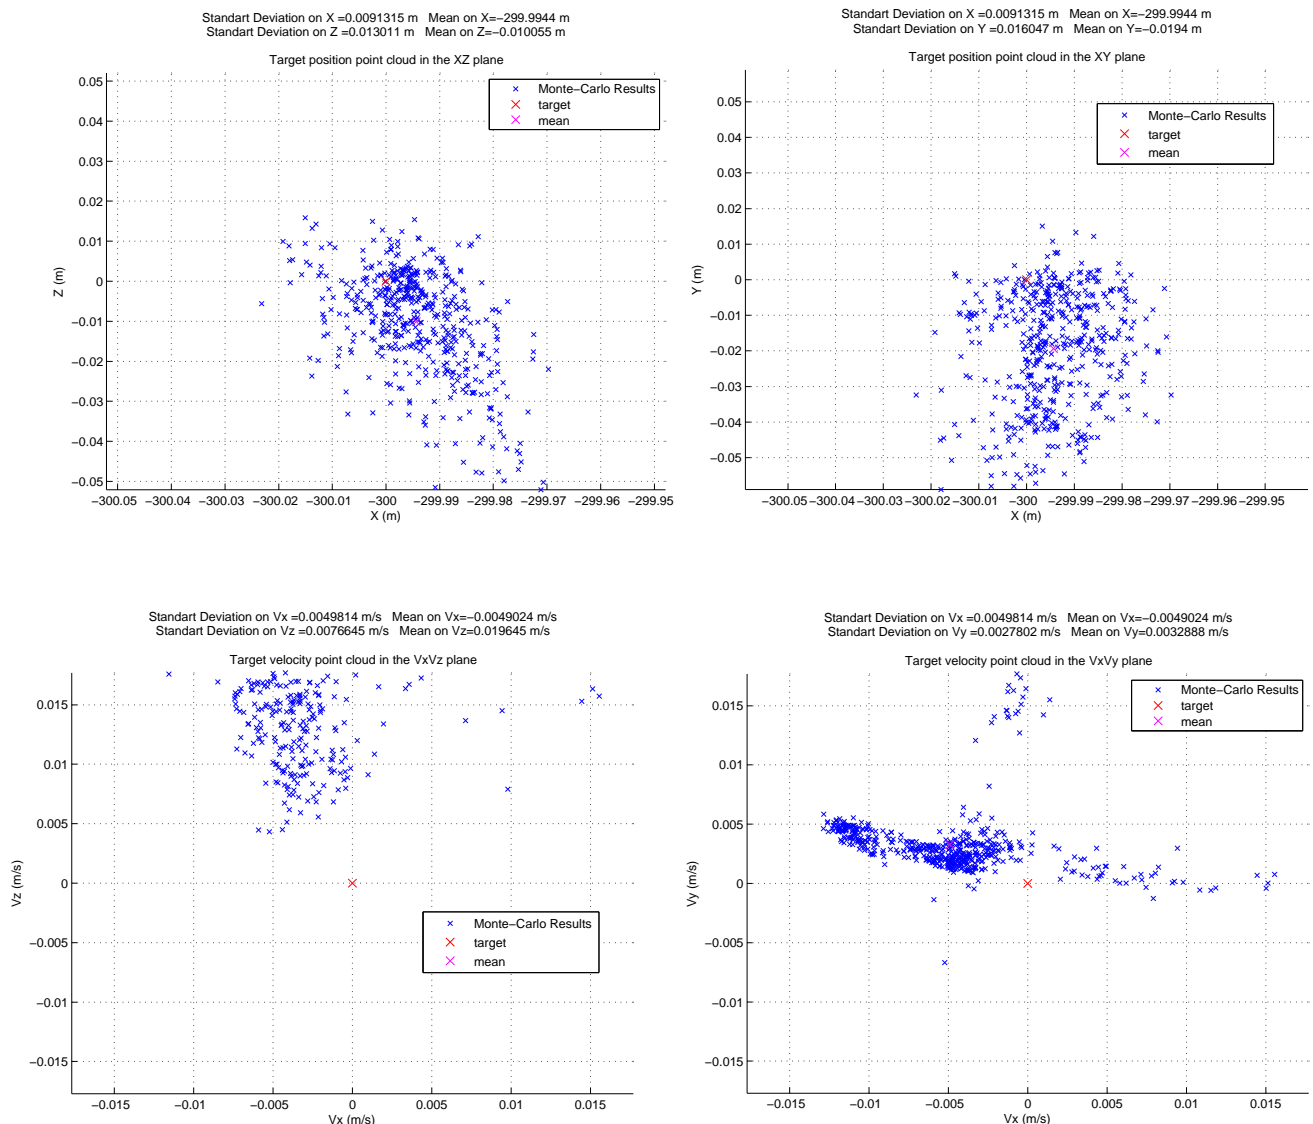 Standart Deviation on X =0.0091315 m   Mean on X=−299.9944 m
Standart Deviation on Z =0.013011 m   Mean on Z=−0.010055 m
Target position point cloud in the XZ plane
0.05
0.04
0.03
0.02
0.01
0
−0.01
−0.02
−0.03
−0.04
−0.05
Z (m)
Monte−Carlo Results
target
mean
−300.05 −300.04 −300.03 −300.02 −300.01 −300 −299.99 −299.98 −299.97 −299.96 −299.95
X (m)
Standart Deviation on X =0.0091315 m   Mean on X=−299.9944 m
Standart Deviation on Y =0.016047 m   Mean on Y=−0.0194 m
Target position point cloud in the XY plane
0.05
0.04
0.03
0.02
0.01
0
−0.01
−0.02
−0.03
−0.04
−0.05
Y (m)
Monte−Carlo Results
target
mean
−300.05 −300.04 −300.03 −300.02 −300.01 −300 −299.99 −299.98 −299.97 −299.96 −299.95
X (m)
Standart Deviation on Vx =0.0049814 m/s   Mean on Vx=−0.0049024 m/s
Standart Deviation on Vz =0.0076645 m/s   Mean on Vz=0.019645 m/s
Target velocity point cloud in the VxVz plane
0.015
0.01
0.005
0
−0.005
−0.01
−0.015
Vz (m/s)
Monte−Carlo Results
target
mean
−0.015 −0.01 −0.005 0 0.005 0.01 0.015
Vx (m/s)
Standart Deviation on Vx =0.0049814 m/s   Mean on Vx=−0.0049024 m/s
Standart Deviation on Vy =0.0027802 m/s   Mean on Vy=0.0032888 m/s
Target velocity point cloud in the VxVy plane
0.015
0.01
0.005
0
−0.005
−0.01
−0.015
Vy (m/s)
Monte−Carlo Results
target
mean
−0.015 −0.01 −0.005 0 0.005 0.01 0.015
Vx (m/s)